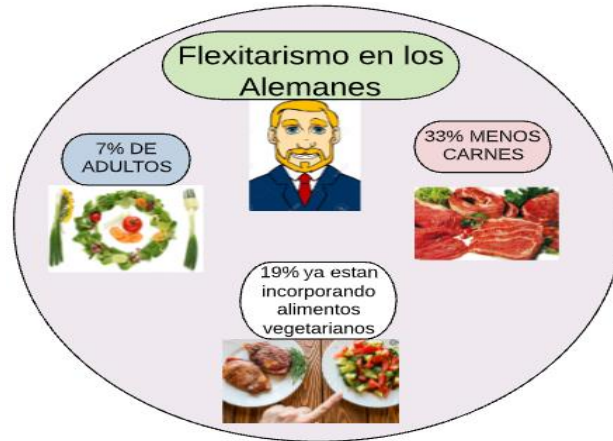 Flexitarismo en los
Alemanes
7% DE
ADULTOS
33% MENOS
CARNES
19% ya estan
incorporando
alimentos
vegetarianos